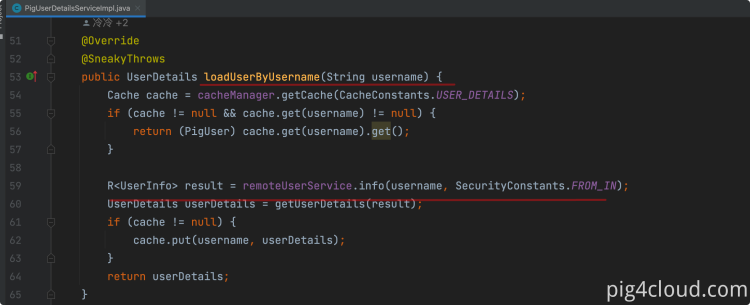 PigUserDetailsServiceImpl.java
冷冷 +2
51 @Override
52 @SneakyThrows
53 public UserDetails loadUserByUsername(String username) {
54 Cache cache = cacheManager.getCache(CacheConstants.USER_DETAILS);
55 if (cache != null && cache.get(username) != null) {
56 return (PigUser) cache.get(username).get();
57 }
58
59 R<UserInfo> result = remoteUserService.info(username, SecurityConstants.FROM_IN);
60 UserDetails userDetails = getUserDetails(result);
61 if (cache != null) {
62 cache.put(username, userDetails);
63 }
64 return userDetails;
65 }
pig4cloud.com